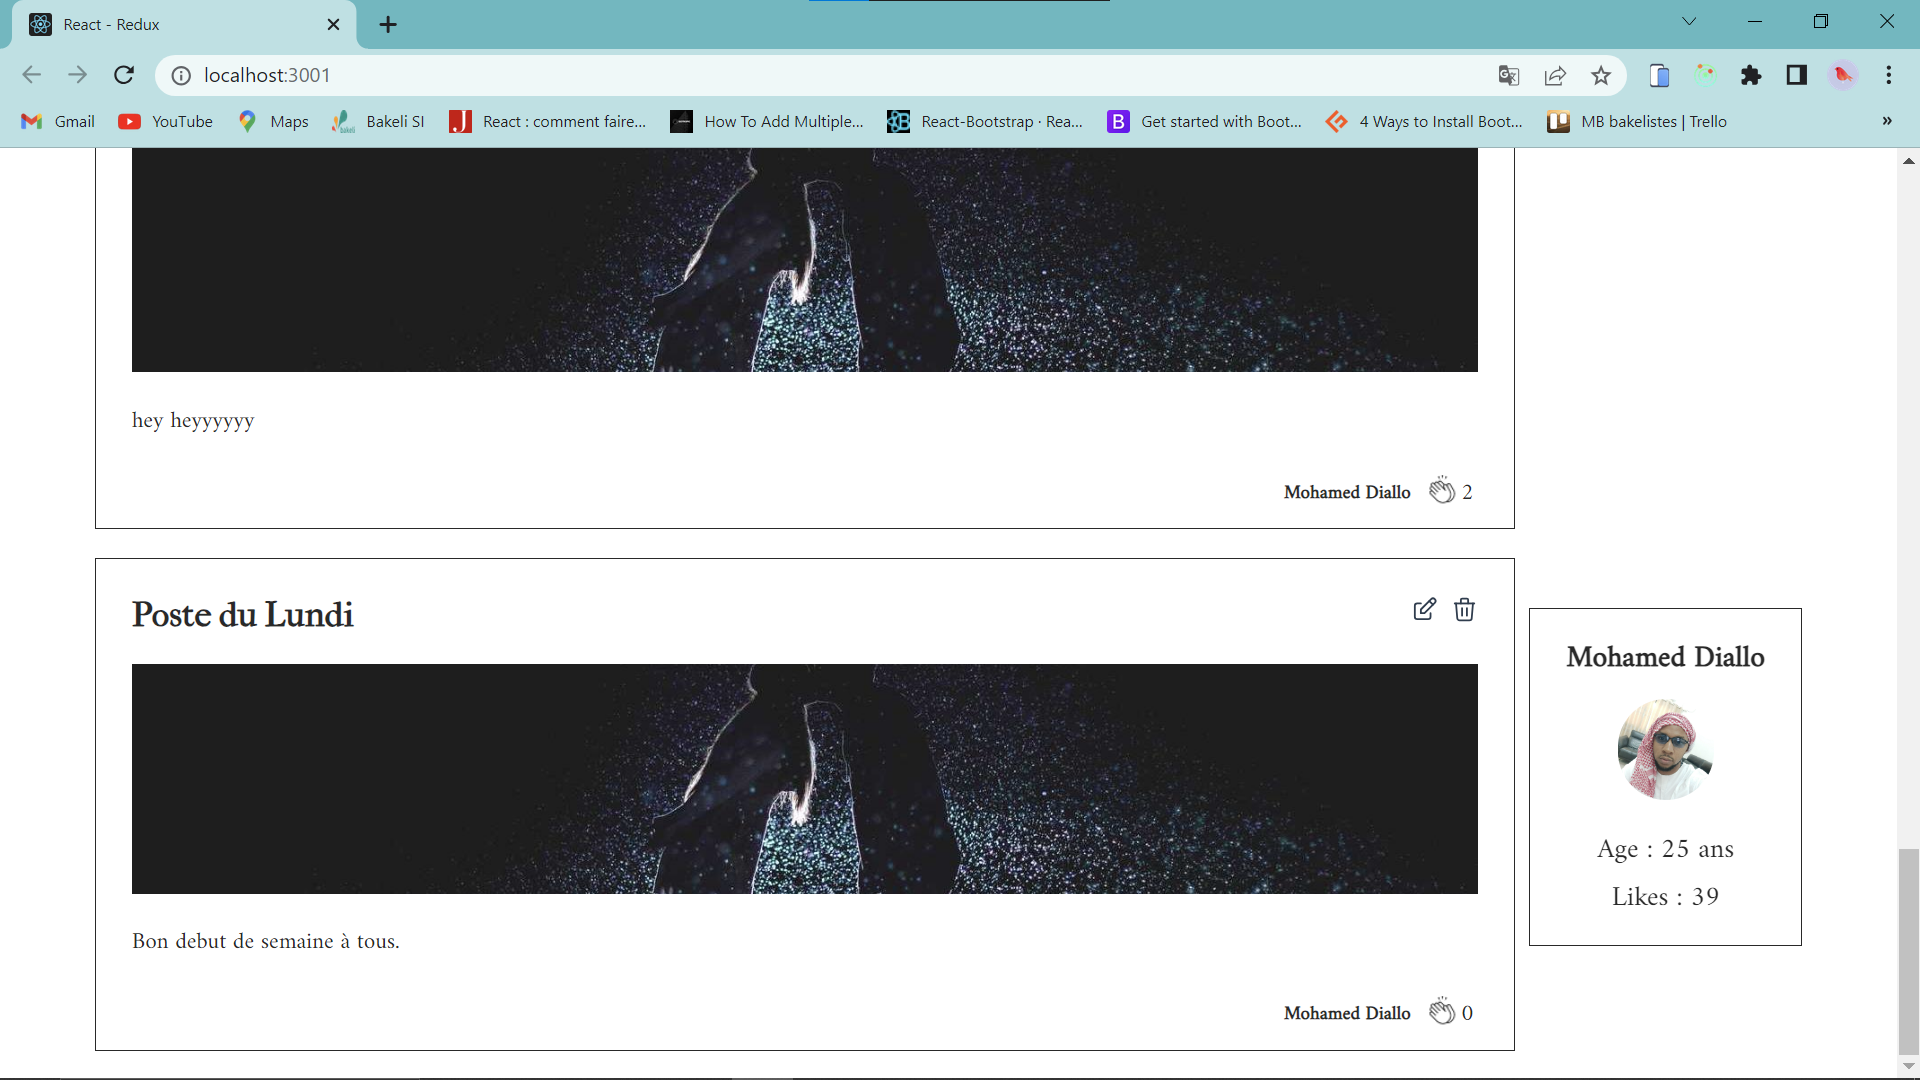 React - Redux
localhost:3001
Gmail YouTube Maps Bakeli SI React : comment faire... How To Add Multiple... React-Bootstrap · Rea... Get started with Boot... 4 Ways to Install Boot... MB bakelistes | Trello »
hey heyyyyyy
Mohamed Diallo 2
Poste du Lundi
Bon debut de semaine à tous.
Mohamed Diallo 0
Mohamed Diallo
Age : 25 ans
Likes : 39